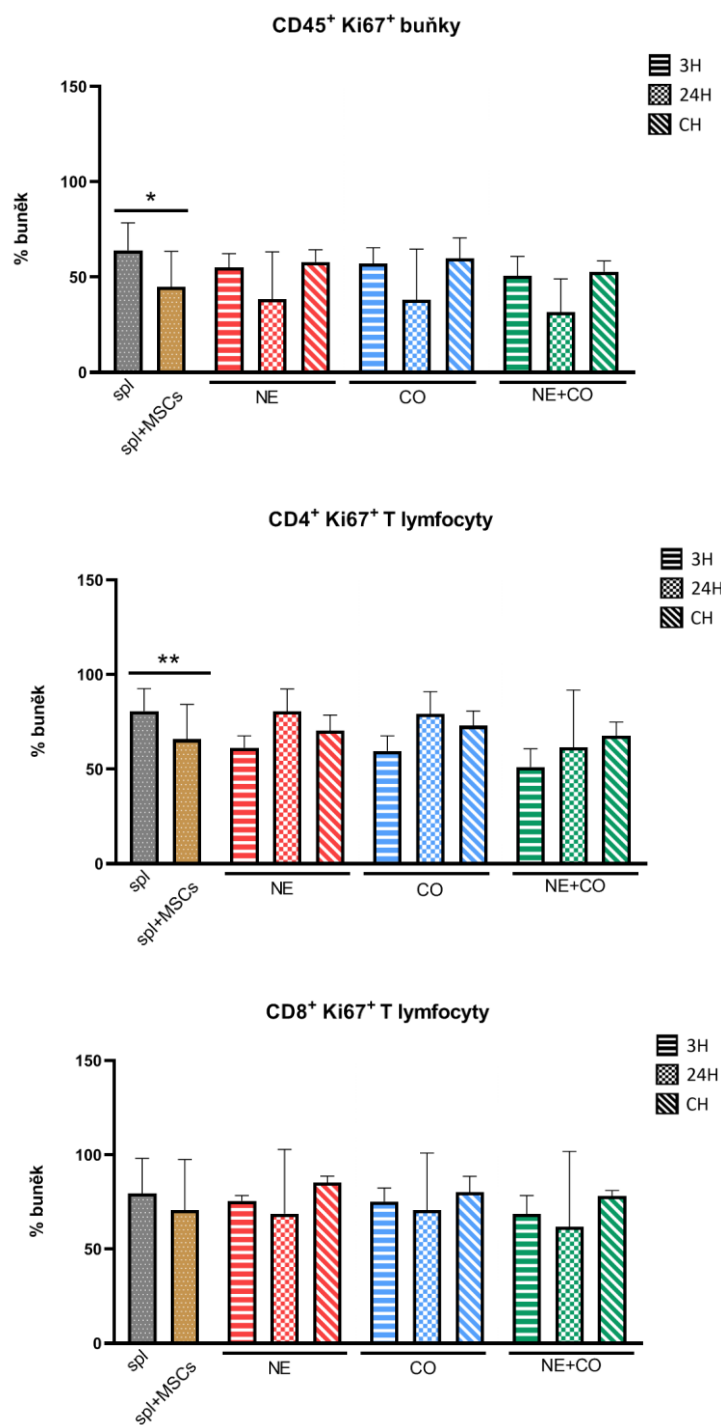 CD45⁺ Ki67⁺ buňky
3H
24H
CH
% buněk
150
100
50
0
*
spl
spl+MSCs
NE
CO
NE+CO
CD4⁺ Ki67⁺ T lymfocyty
3H
24H
CH
% buněk
150
100
50
0
**
spl
spl+MSCs
NE
CO
NE+CO
CD8⁺ Ki67⁺ T lymfocyty
3H
24H
CH
% buněk
150
100
50
0
spl
spl+MSCs
NE
CO
NE+CO